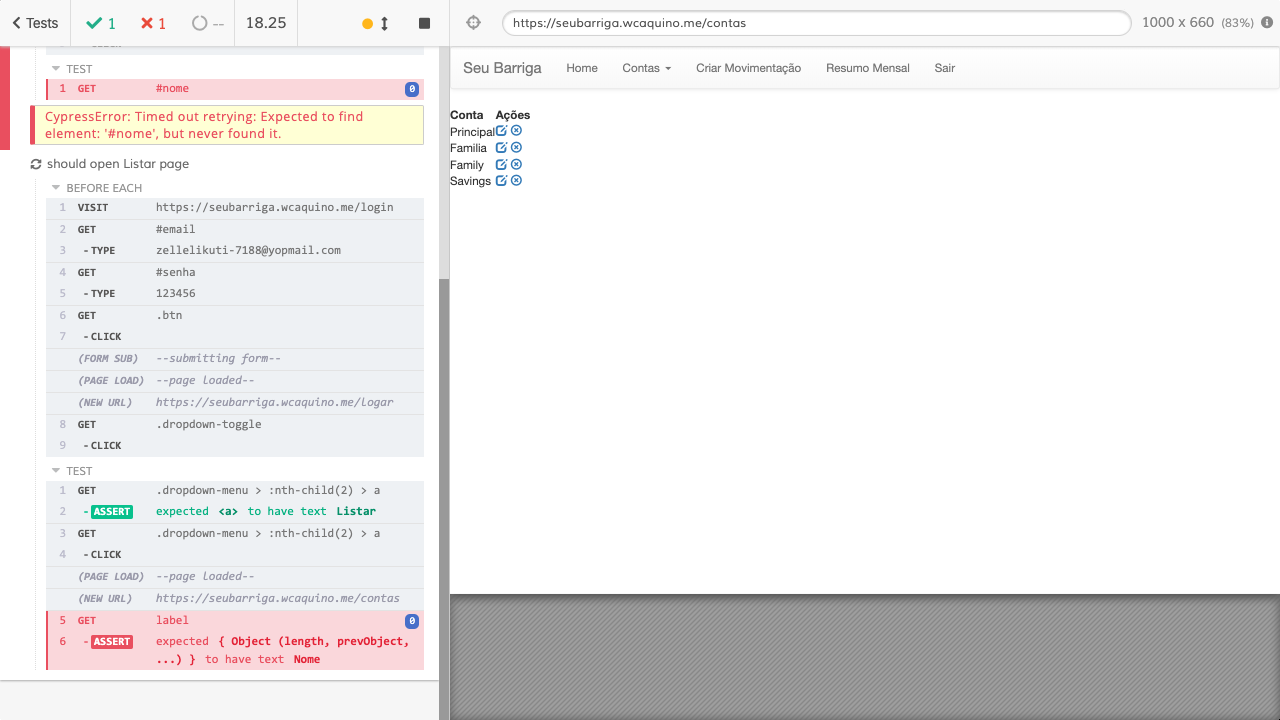 Tests
1
1
--
18.25
https://seubarriga.wcaquino.me/contas
1000 x 660 (83%)
TEST
1 GET #nome 0
CypressError: Timed out retrying: Expected to find
element: '#nome', but never found it.
should open Listar page
BEFORE EACH
1 VISIT https://seubarriga.wcaquino.me/login
2 GET #email
3 - TYPE zellelikuti-7188@yopmail.com
4 GET #senha
5 - TYPE 123456
6 GET .btn
7 - CLICK
(FORM SUB) --submitting form--
(PAGE LOAD) --page loaded--
(NEW URL) https://seubarriga.wcaquino.me/logar
8 GET .dropdown-toggle
9 - CLICK
TEST
1 GET .dropdown-menu > :nth-child(2) > a
2 - ASSERT expected <a> to have text Listar
3 GET .dropdown-menu > :nth-child(2) > a
4 - CLICK
(PAGE LOAD) --page loaded--
(NEW URL) https://seubarriga.wcaquino.me/contas
5 GET label 0
6 - ASSERT expected { Object (length, prevObject,
...) } to have text Nome
Seu Barriga Home Contas Criar Movimentação Resumo Mensal Sair
Conta Ações
Principal
Familia
Family
Savings